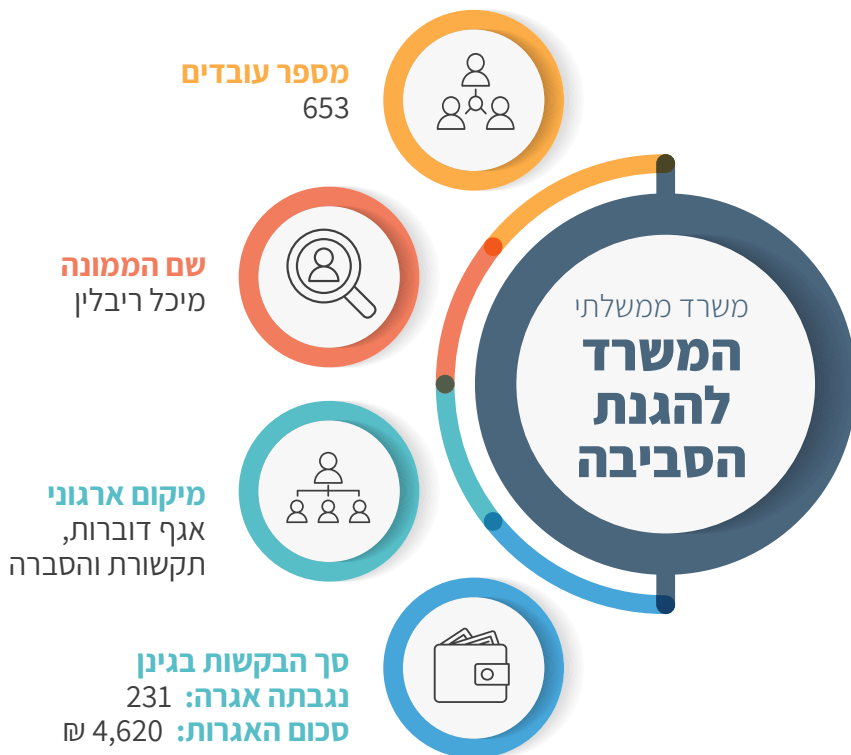 מספר עובדים
653
שם הממונה
מיכל ריבלין
משרד ממשלתי
המשרד
להגנת
הסביבה
מיקום ארגוני
אגף דוברות,
תקשורת והסברה
סך הבקשות בגינן
נגבתה אגרה: 231
סכום האגרות: 4,620 ₪